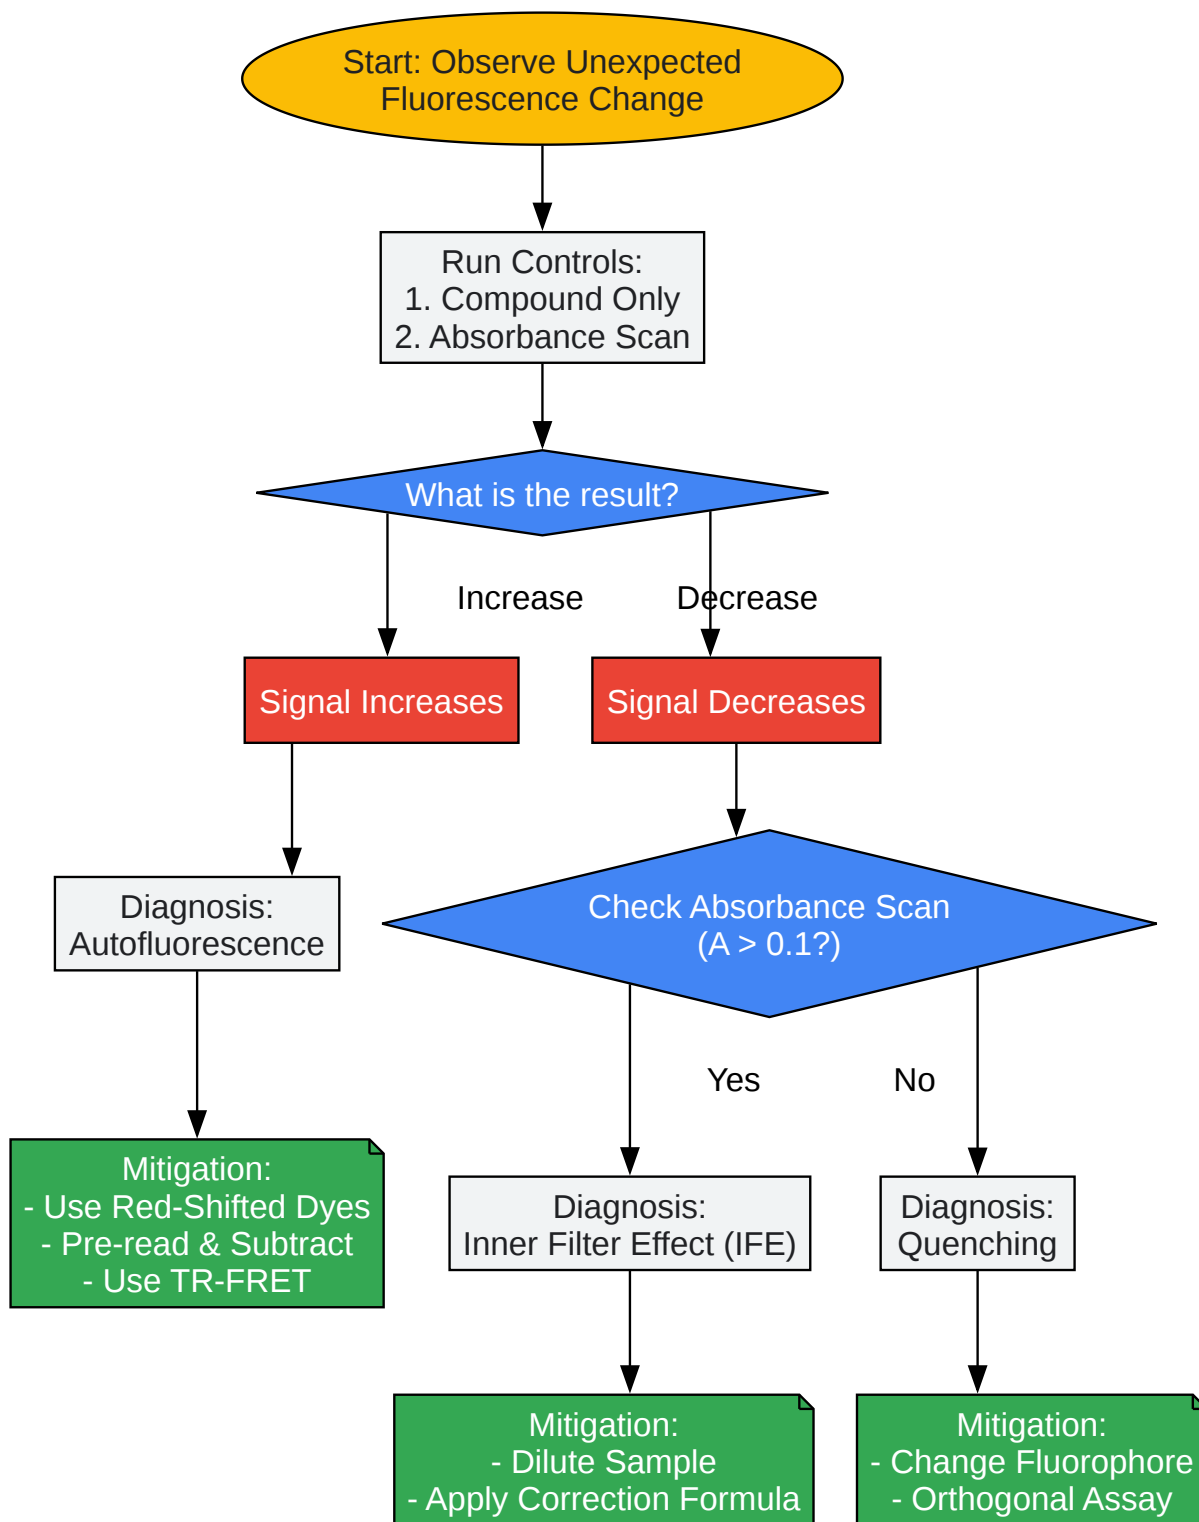 Start: Observe Unexpected
Fluorescence Change
Run Controls:
1. Compound Only
2. Absorbance Scan
What is the result?
Increase
Decrease
Signal Increases
Signal Decreases
Diagnosis:
Autofluorescence
Check Absorbance Scan
(A > 0.1?)
Yes
No
Mitigation:
- Use Red-Shifted Dyes
- Pre-read & Subtract
- Use TR-FRET
Diagnosis:
Inner Filter Effect (IFE)
Diagnosis:
Quenching
Mitigation:
- Dilute Sample
- Apply Correction Formula
Mitigation:
- Change Fluorophore
- Orthogonal Assay